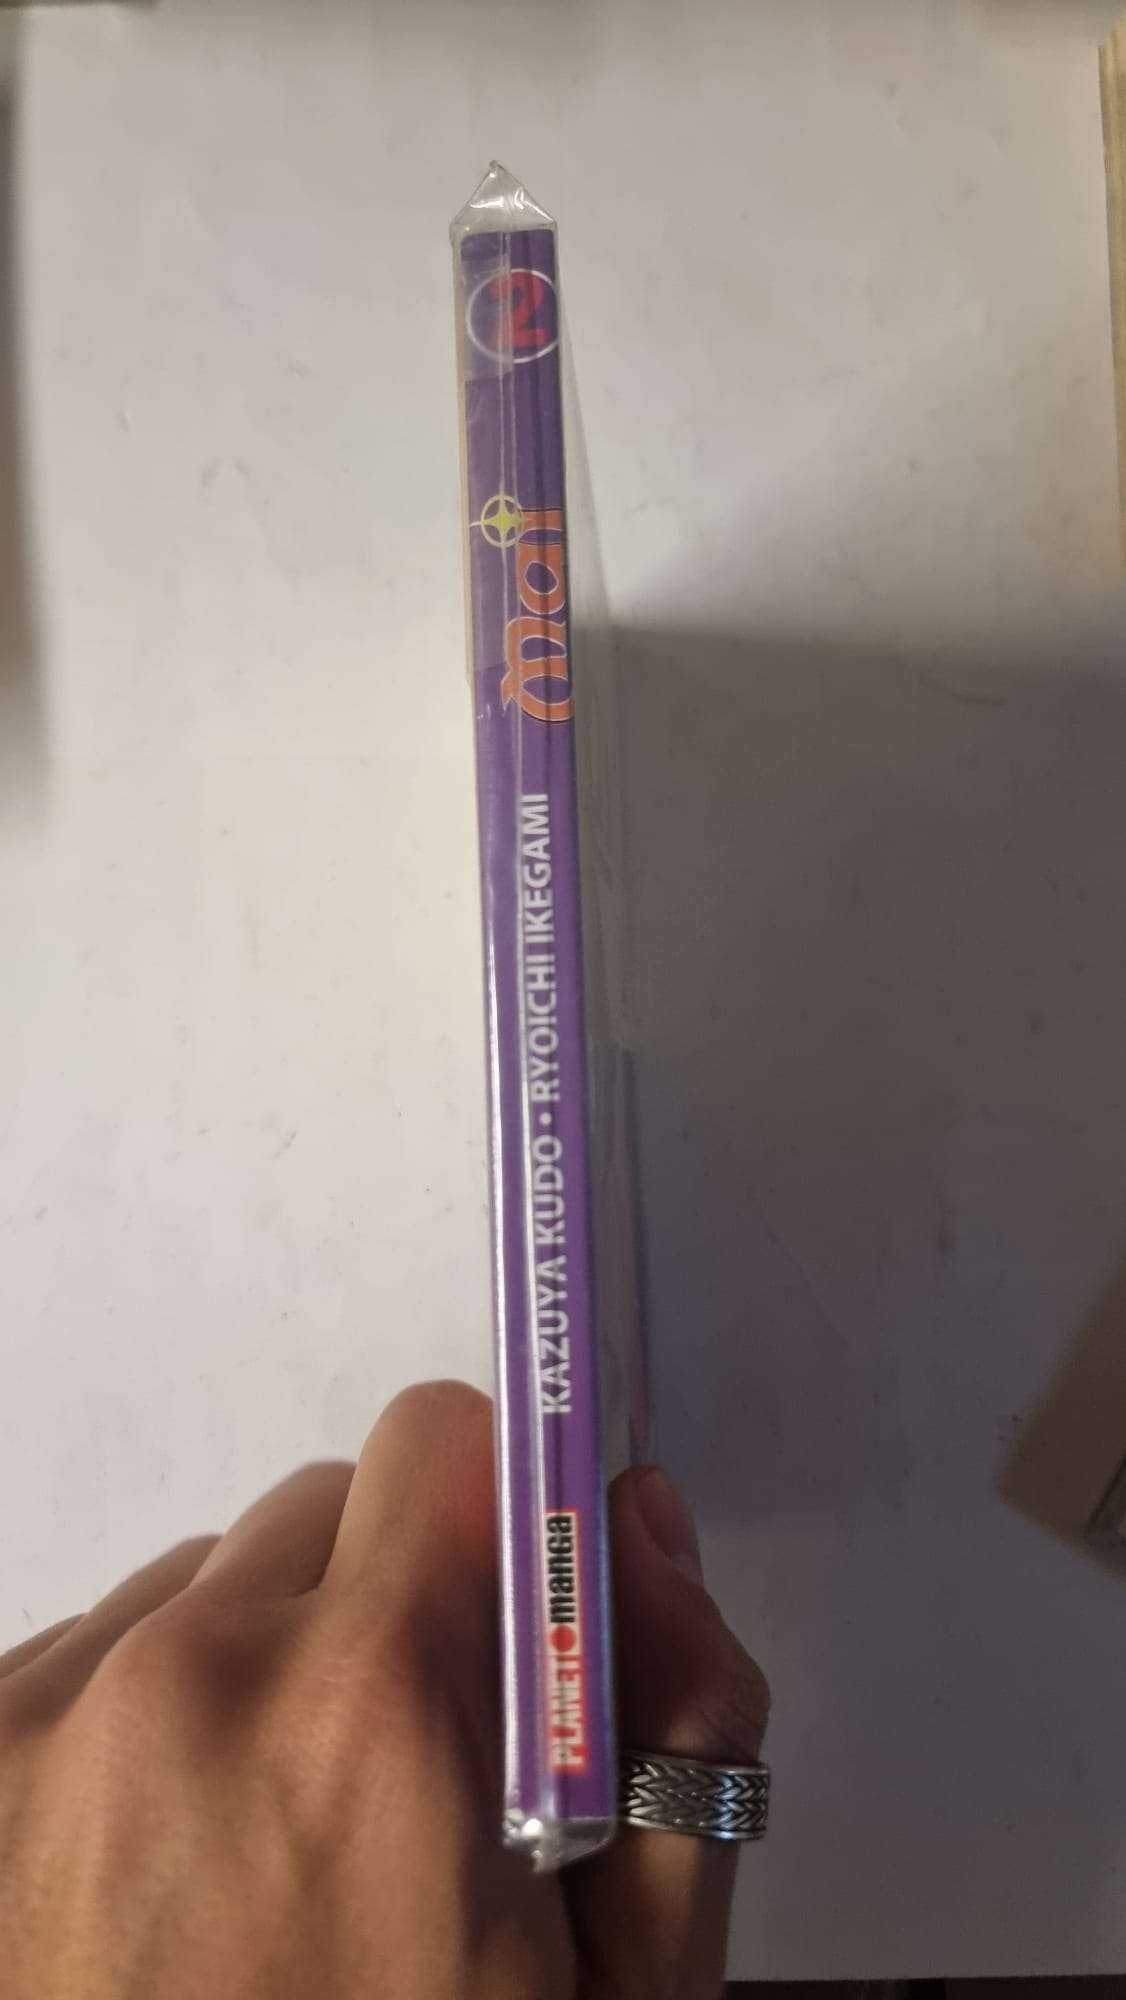 2
Mai
KAZUYA KUDO • RYOICHI IKEGAMI
PLANET manga